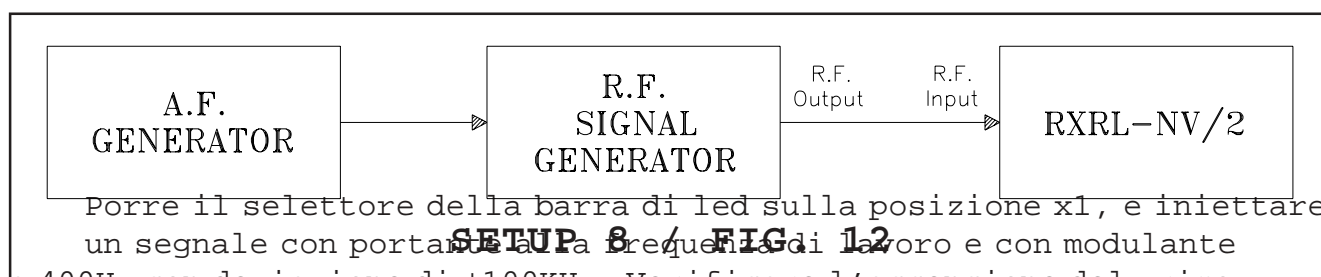 A.F.
GENERATOR
R.F.
SIGNAL
GENERATOR
R.F.
Output
R.F.
Input
RXRL-NV/2
Porre il selettore della barra di led sulla posizione x1, e iniettare
un segnale con portante alla frequenza di lavoro e con modulante
SETUP 8 / FIG. 12